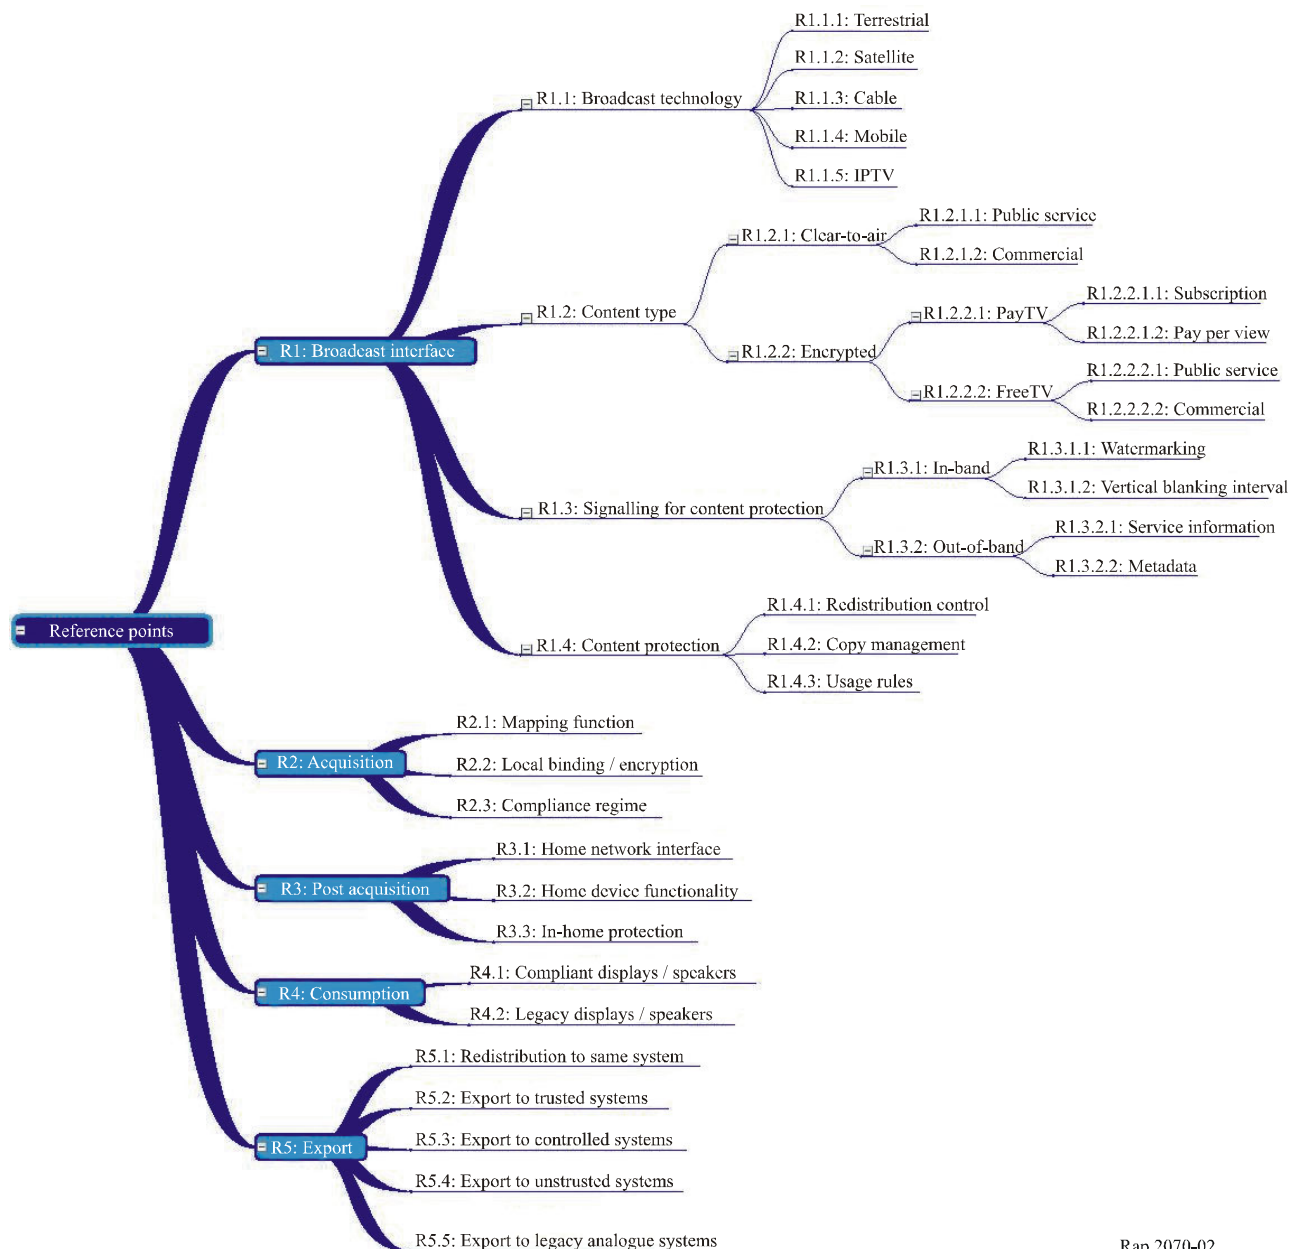 Reference points
R1: Broadcast interface
R1.1: Broadcast technology
R1.1.1: Terrestrial
R1.1.2: Satellite
R1.1.3: Cable
R1.1.4: Mobile
R1.1.5: IPTV
R1.2: Content type
R1.2.1: Clear-to-air
R1.2.1.1: Public service
R1.2.1.2: Commercial
R1.2.2: Encrypted
R1.2.2.1: PayTV
R1.2.2.1.1: Subscription
R1.2.2.1.2: Pay per view
R1.2.2.2: FreeTV
R1.2.2.2.1: Public service
R1.2.2.2.2: Commercial
R1.3: Signalling for content protection
R1.3.1: In-band
R1.3.1.1: Watermarking
R1.3.1.2: Vertical blanking interval
R1.3.2: Out-of-band
R1.3.2.1: Service information
R1.3.2.2: Metadata
R1.4: Content protection
R1.4.1: Redistribution control
R1.4.2: Copy management
R1.4.3: Usage rules
R2: Acquisition
R2.1: Mapping function
R2.2: Local binding / encryption
R2.3: Compliance regime
R3: Post acquisition
R3.1: Home network interface
R3.2: Home device functionality
R3.3: In-home protection
R4: Consumption
R4.1: Compliant displays / speakers
R4.2: Legacy displays / speakers
R5: Export
R5.1: Redistribution to same system
R5.2: Export to trusted systems
R5.3: Export to controlled systems
R5.4: Export to unstrusted systems
R5.5: Export to legacy analogue systems
Rap 2070-02